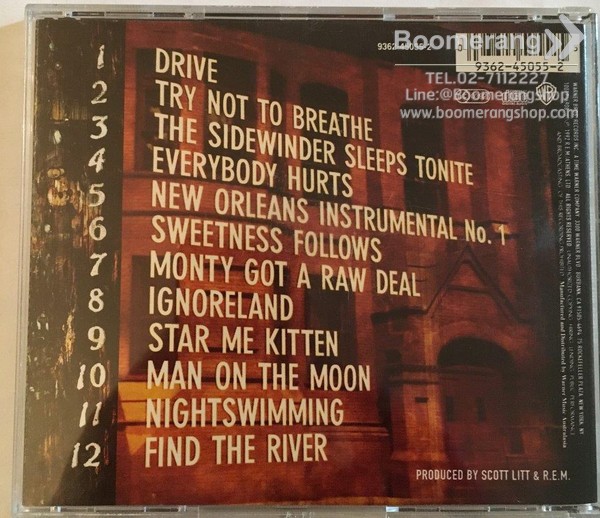 Boomerang
9362-45055-2
9362-45055-2
TEL.02-7112227
Line:@Boomerangshop
www.boomerangshop.com
1 DRIVE
2 TRY NOT TO BREATHE
3 THE SIDEWINDER SLEEPS TONITE
4 EVERYBODY HURTS
5 NEW ORLEANS INSTRUMENTAL No. 1
6 SWEETNESS FOLLOWS
7 MONTY GOT A RAW DEAL
8 IGNORELAND
9 STAR ME KITTEN
10 MAN ON THE MOON
11 NIGHTSWIMMING
12 FIND THE RIVER
PRODUCED BY SCOTT LITT & R.E.M.